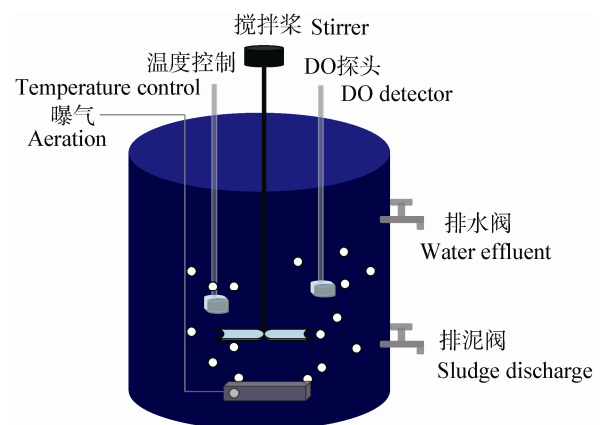 搅拌桨 Stirrer
温度控制
Temperature control
DO探头
DO detector
曝气
Aeration
排水阀
Water effluent
排泥阀
Sludge discharge